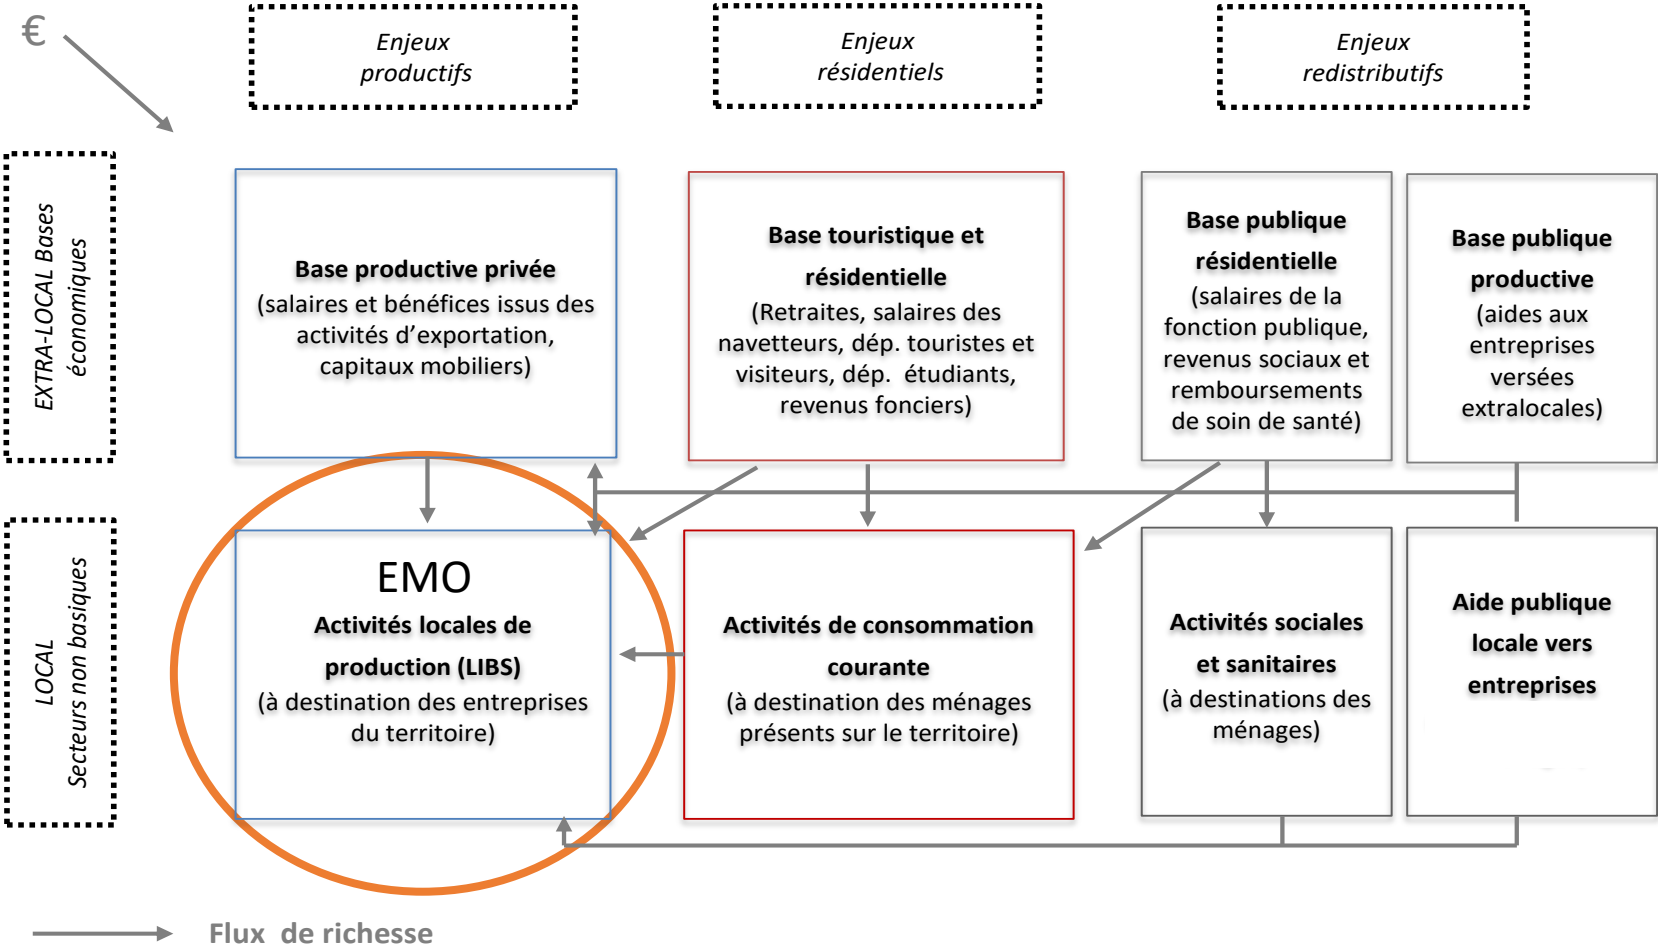 €
Enjeux
productifs
Enjeux
résidentiels
Enjeux
redistributifs
EXTRA-LOCAL Bases
économiques
Base productive privée
(salaires et bénéfices issus des
activités d’exportation,
capitaux mobiliers)
Base touristique et
résidentielle
(Retraites, salaires des
navetteurs, dép. touristes et
visiteurs, dép. étudiants,
revenus fonciers)
Base publique
résidentielle
(salaires de la
fonction publique,
revenus sociaux et
remboursements
de soin de santé)
Base publique
productive
(aides aux
entreprises
versées
extralocales)
LOCAL
Secteurs non basiques
EMO
Activités locales de
production (LIBS)
(à destination des entreprises
du territoire)
Activités de consommation
courante
(à destination des ménages
présents sur le territoire)
Activités sociales
et sanitaires
(à destinations des
ménages)
Aide publique
locale vers
entreprises
Flux de richesse